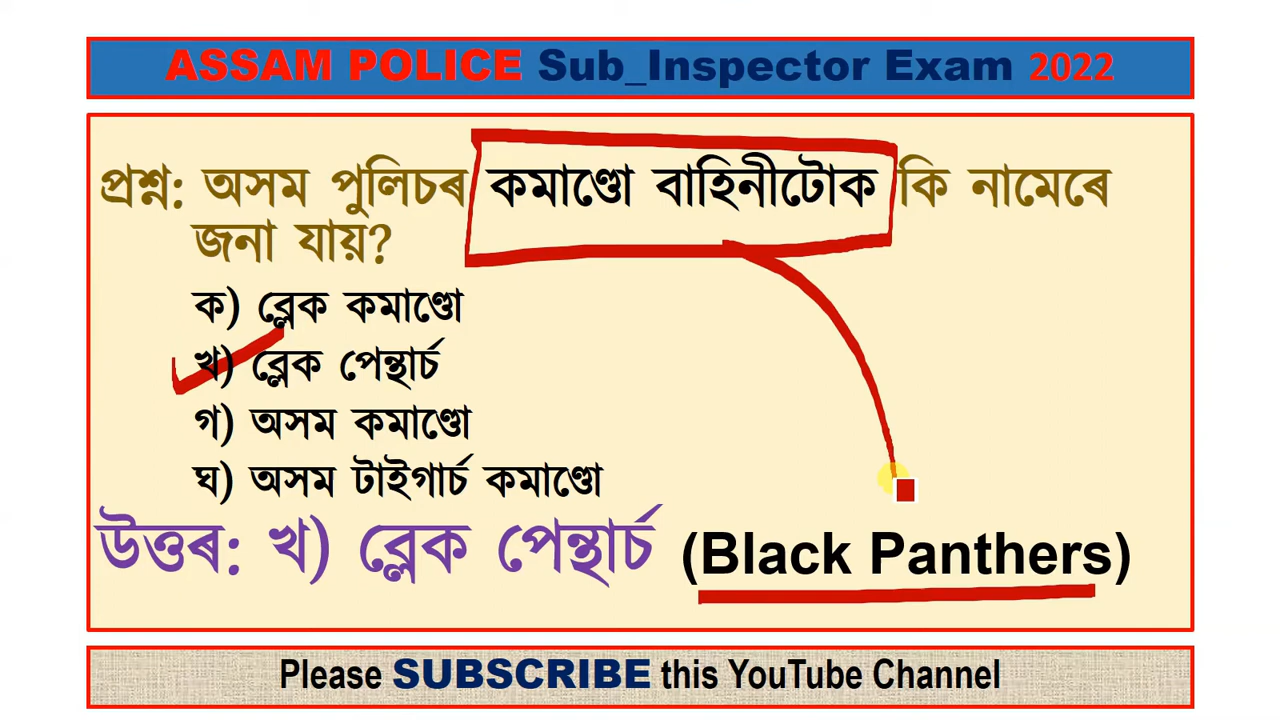 ASSAM POLICE Sub_Inspector Exam 2022
প্ৰশ্ন: অসম পুলিচৰ কমাণ্ডো বাহিনীটোক কি নামেৰে
জনা যায়?
ক) ব্লেক কমাণ্ডো
খ) ব্লেক পেন্থাৰ্চ
গ) অসম কমাণ্ডো
ঘ) অসম টাইগাৰ্চ কমাণ্ডো
উত্তৰ: খ) ব্লেক পেন্থাৰ্চ (Black Panthers)
Please SUBSCRIBE this YouTube Channel